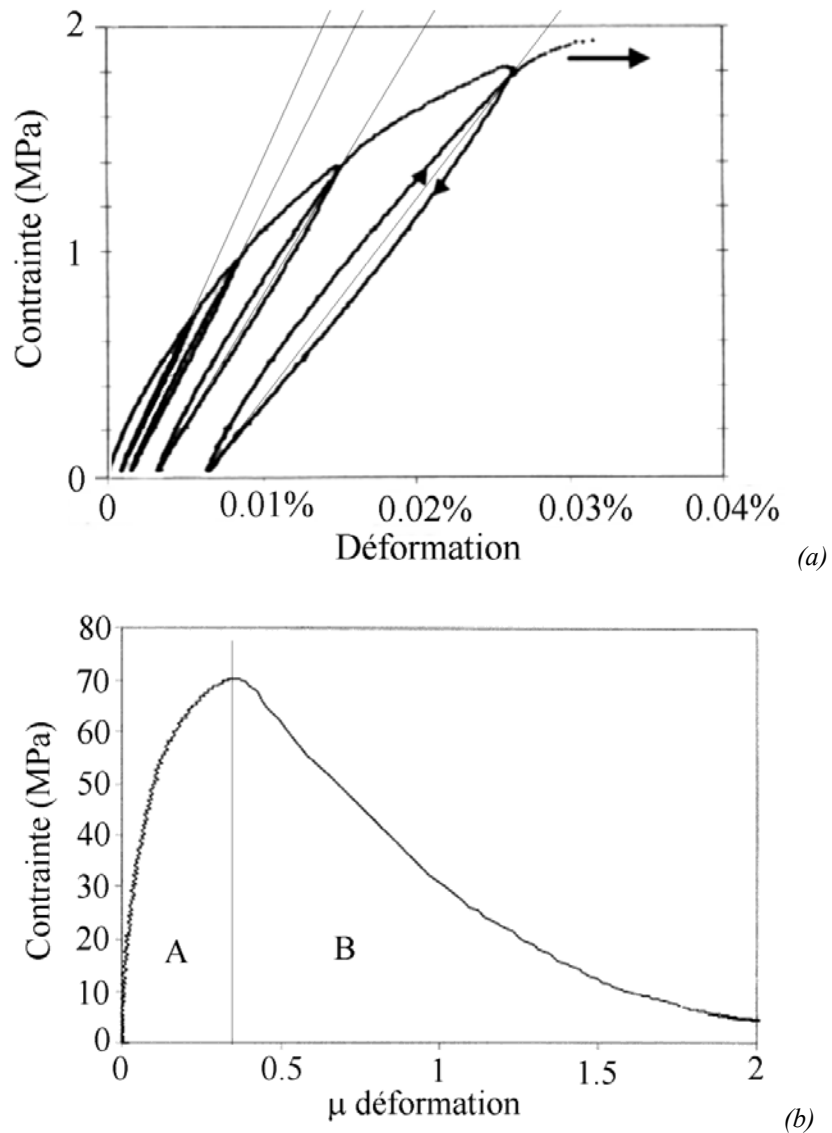 2
Contrainte (MPa)
1
0
0 0.01% 0.02% 0.03% 0.04%
Déformation
(a)
80
70
60
50
40
30
20
10
0
Contrainte (MPa)
A B
0 0.5 1 1.5 2
μ déformation
(b)